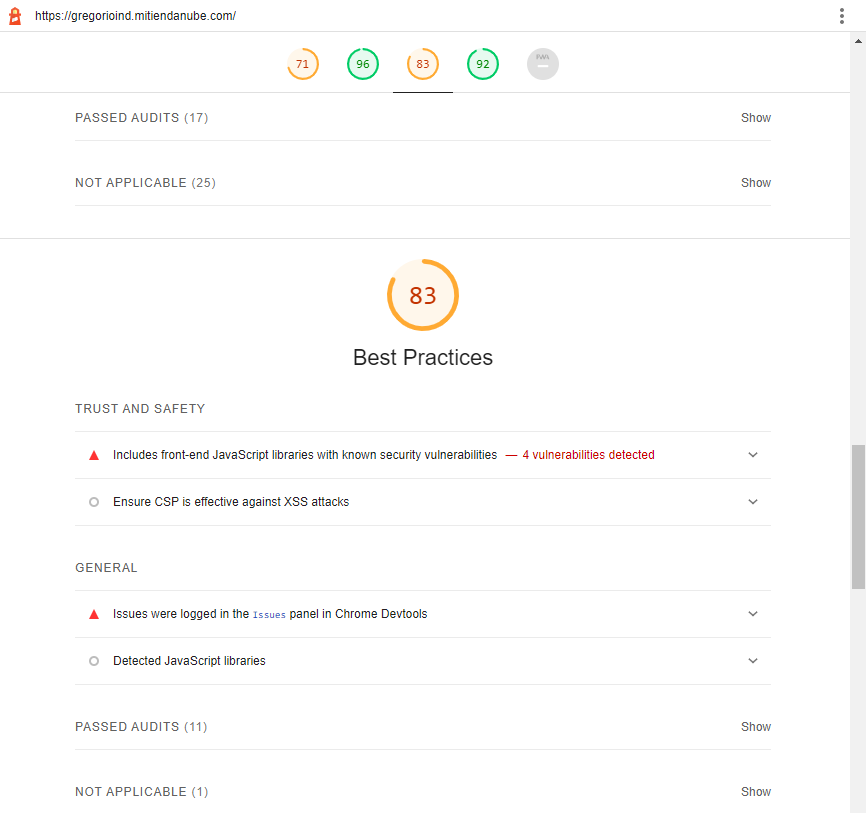 https://gregorioind.mitiendanube.com/
71 96 83 92 PWA
PASSED AUDITS (17) Show
NOT APPLICABLE (25) Show
83
Best Practices
TRUST AND SAFETY
Includes front-end JavaScript libraries with known security vulnerabilities — 4 vulnerabilities detected
Ensure CSP is effective against XSS attacks
GENERAL
Issues were logged in the Issues panel in Chrome Devtools
Detected JavaScript libraries
PASSED AUDITS (11) Show
NOT APPLICABLE (1) Show